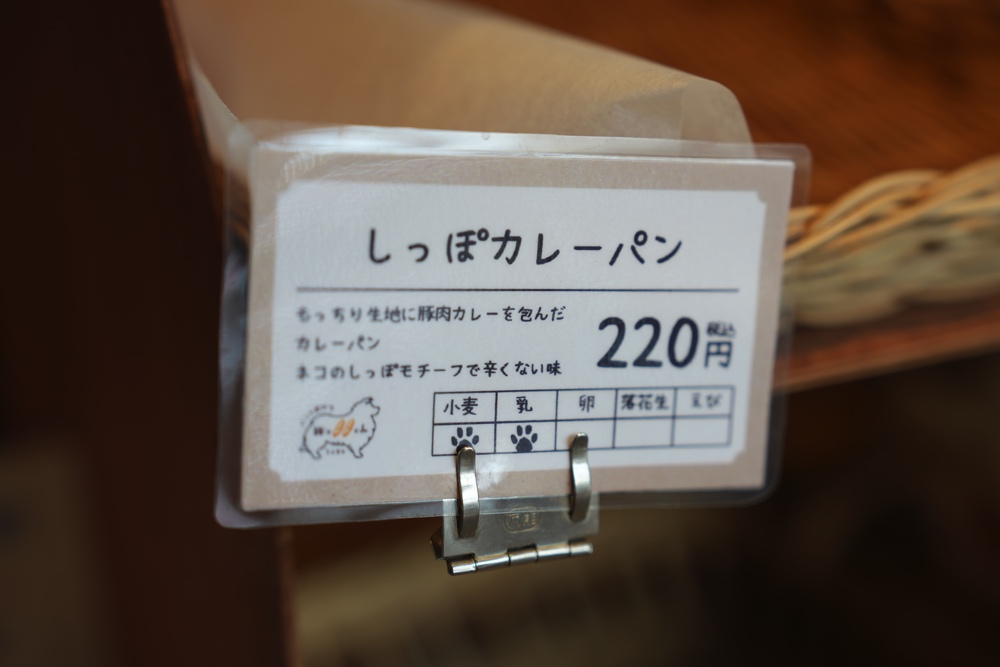 しっぽカレーパン
もっちり生地に豚肉カレーを包んだ
カレーパン
ネコのしっぽモチーフで辛くない味
220円
税込
小麦 乳 卵 落花生 えび